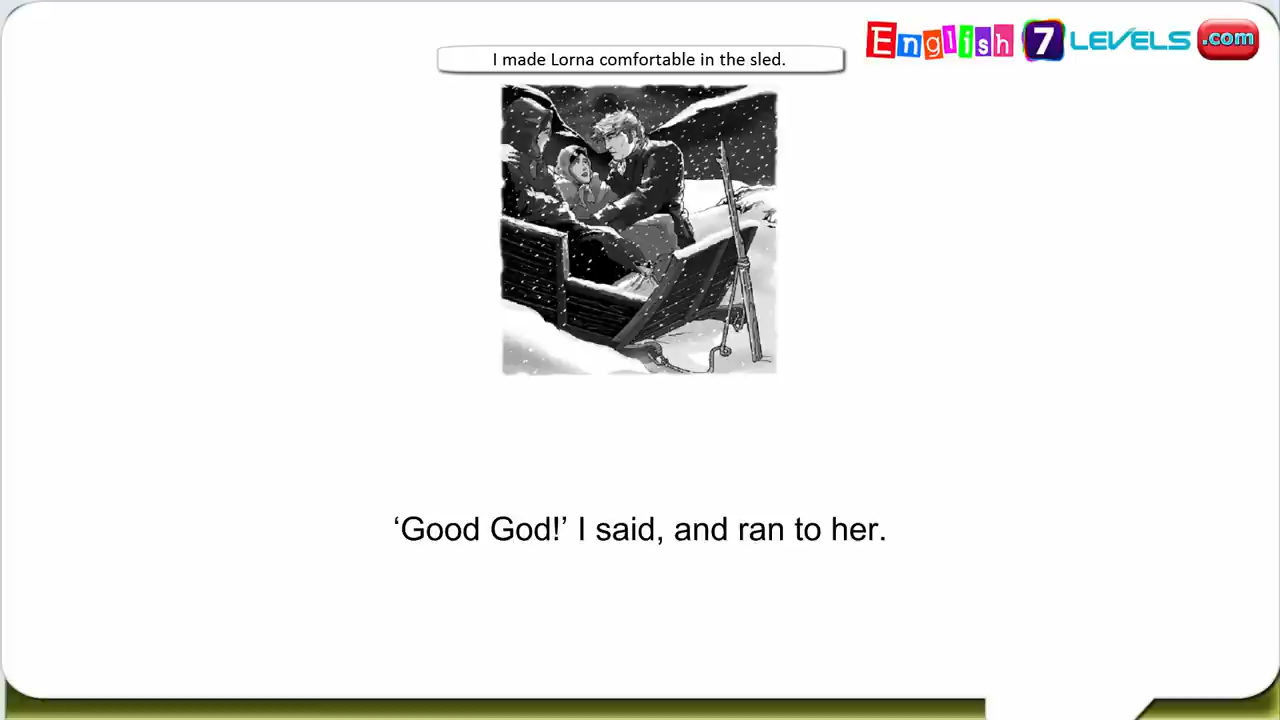 English 7 LEVELS .com
I made Lorna comfortable in the sled.
‘Good God!’ I said, and ran to her.